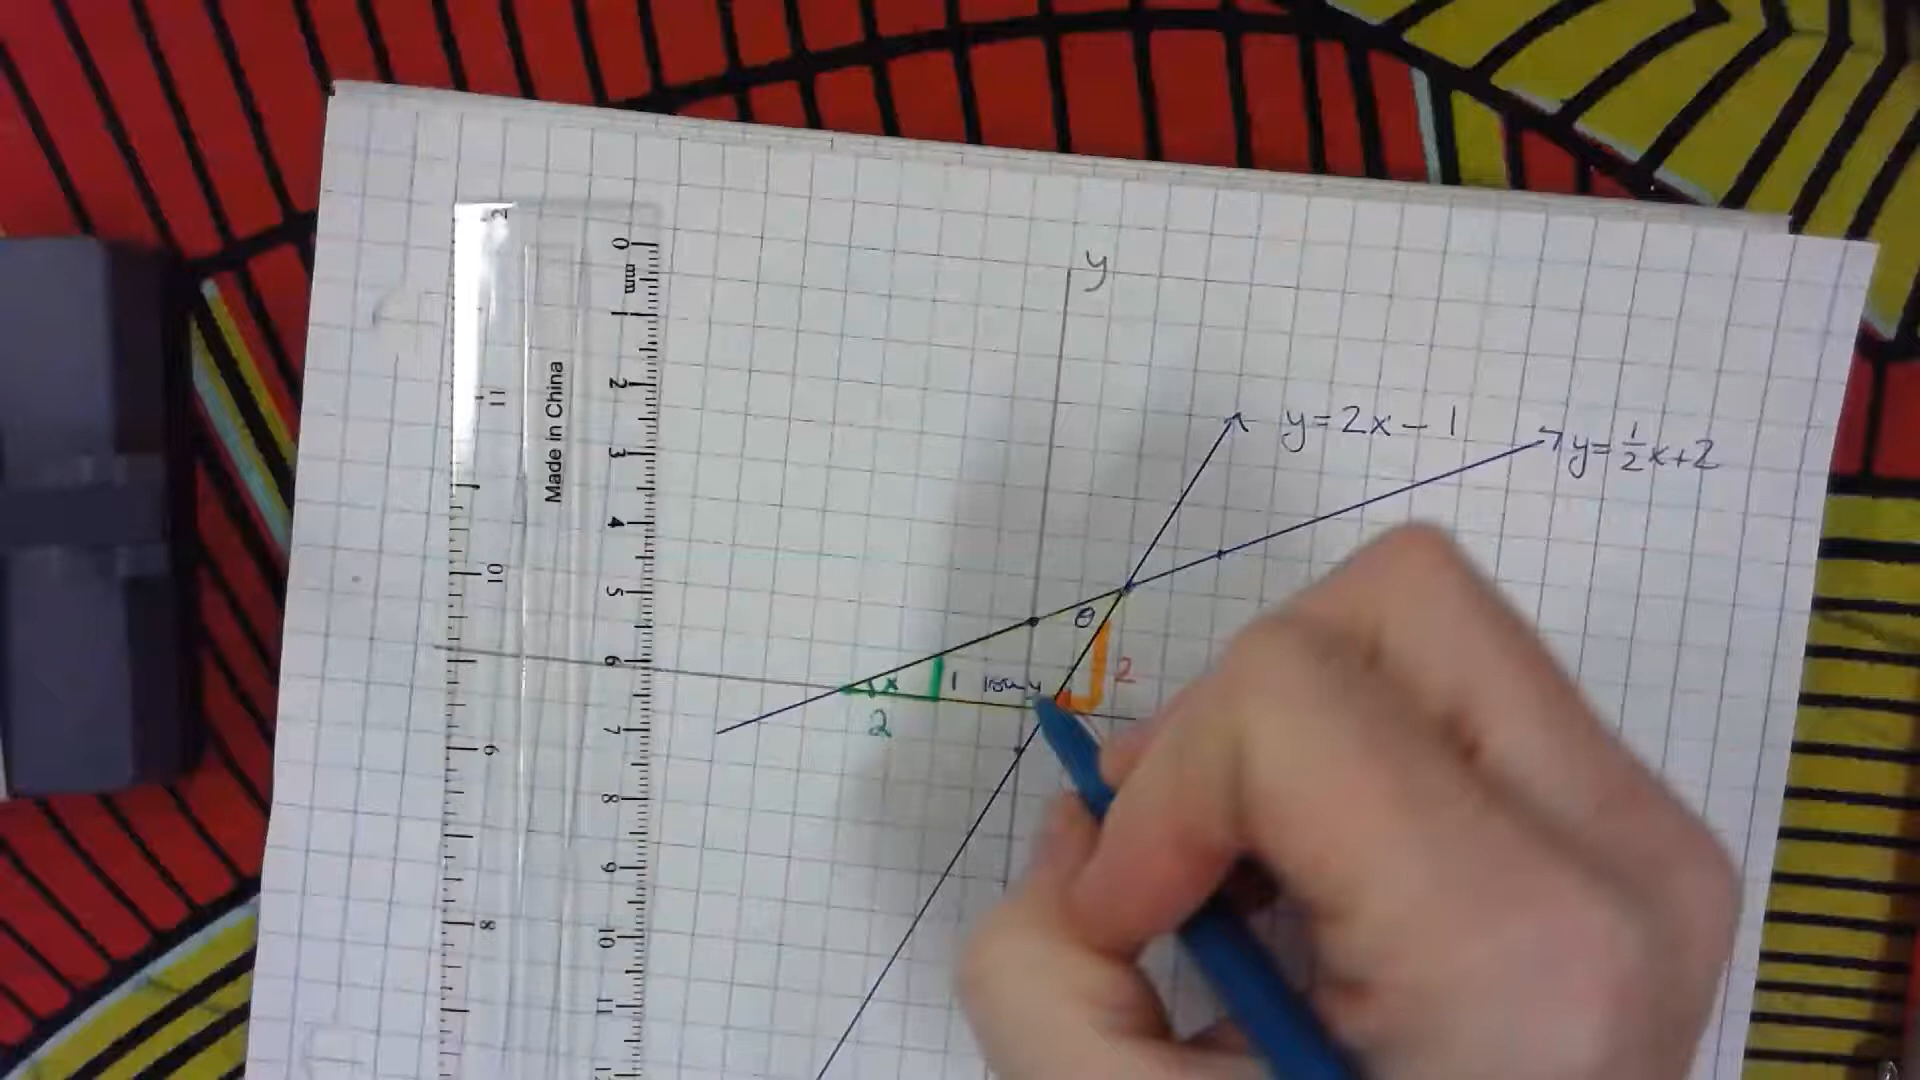 y
y=2x-1
y=1/2x+2
θ
x
1
180-y
2
2
Made in China
0 mm 1 2 3 4 5 6 7 8 9 10 11
11 10 9 8